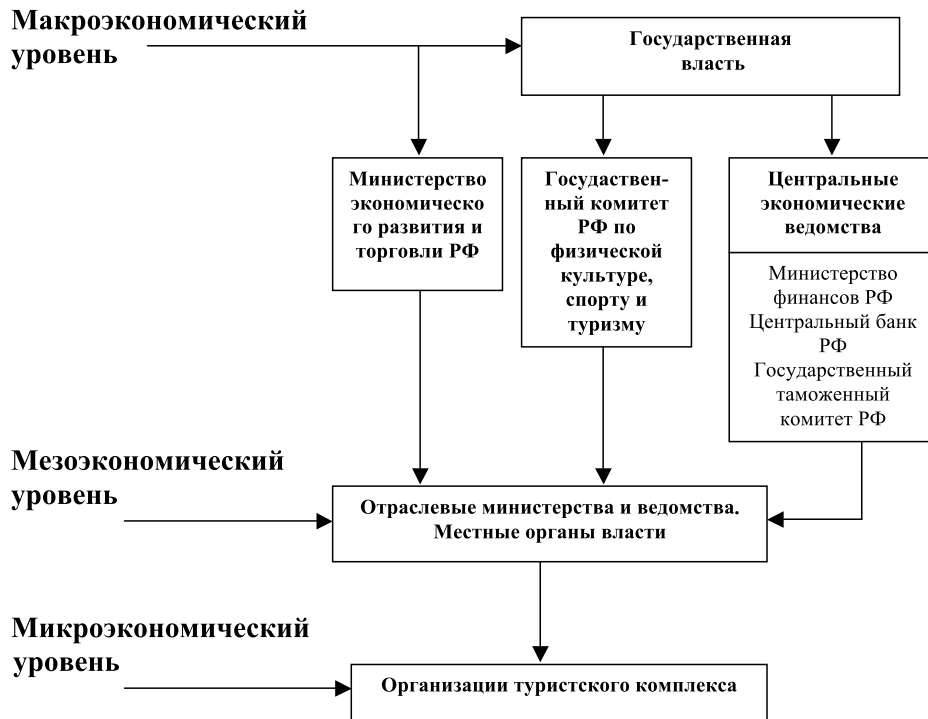 Макроэкономический
уровень
Государственная
власть
Министерство
экономическо
го развития и
торговли РФ
Госудаствен-
ный комитет
РФ по
физической
культуре,
спорту и
туризму
Центральные
экономические
ведомства
Министерство
финансов РФ
Центральный банк
РФ
Государственный
таможенный
комитет РФ
Мезоэкономический
уровень
Отраслевые министерства и ведомства.
Местные органы власти
Микроэкономический
уровень
Организации туристского комплекса